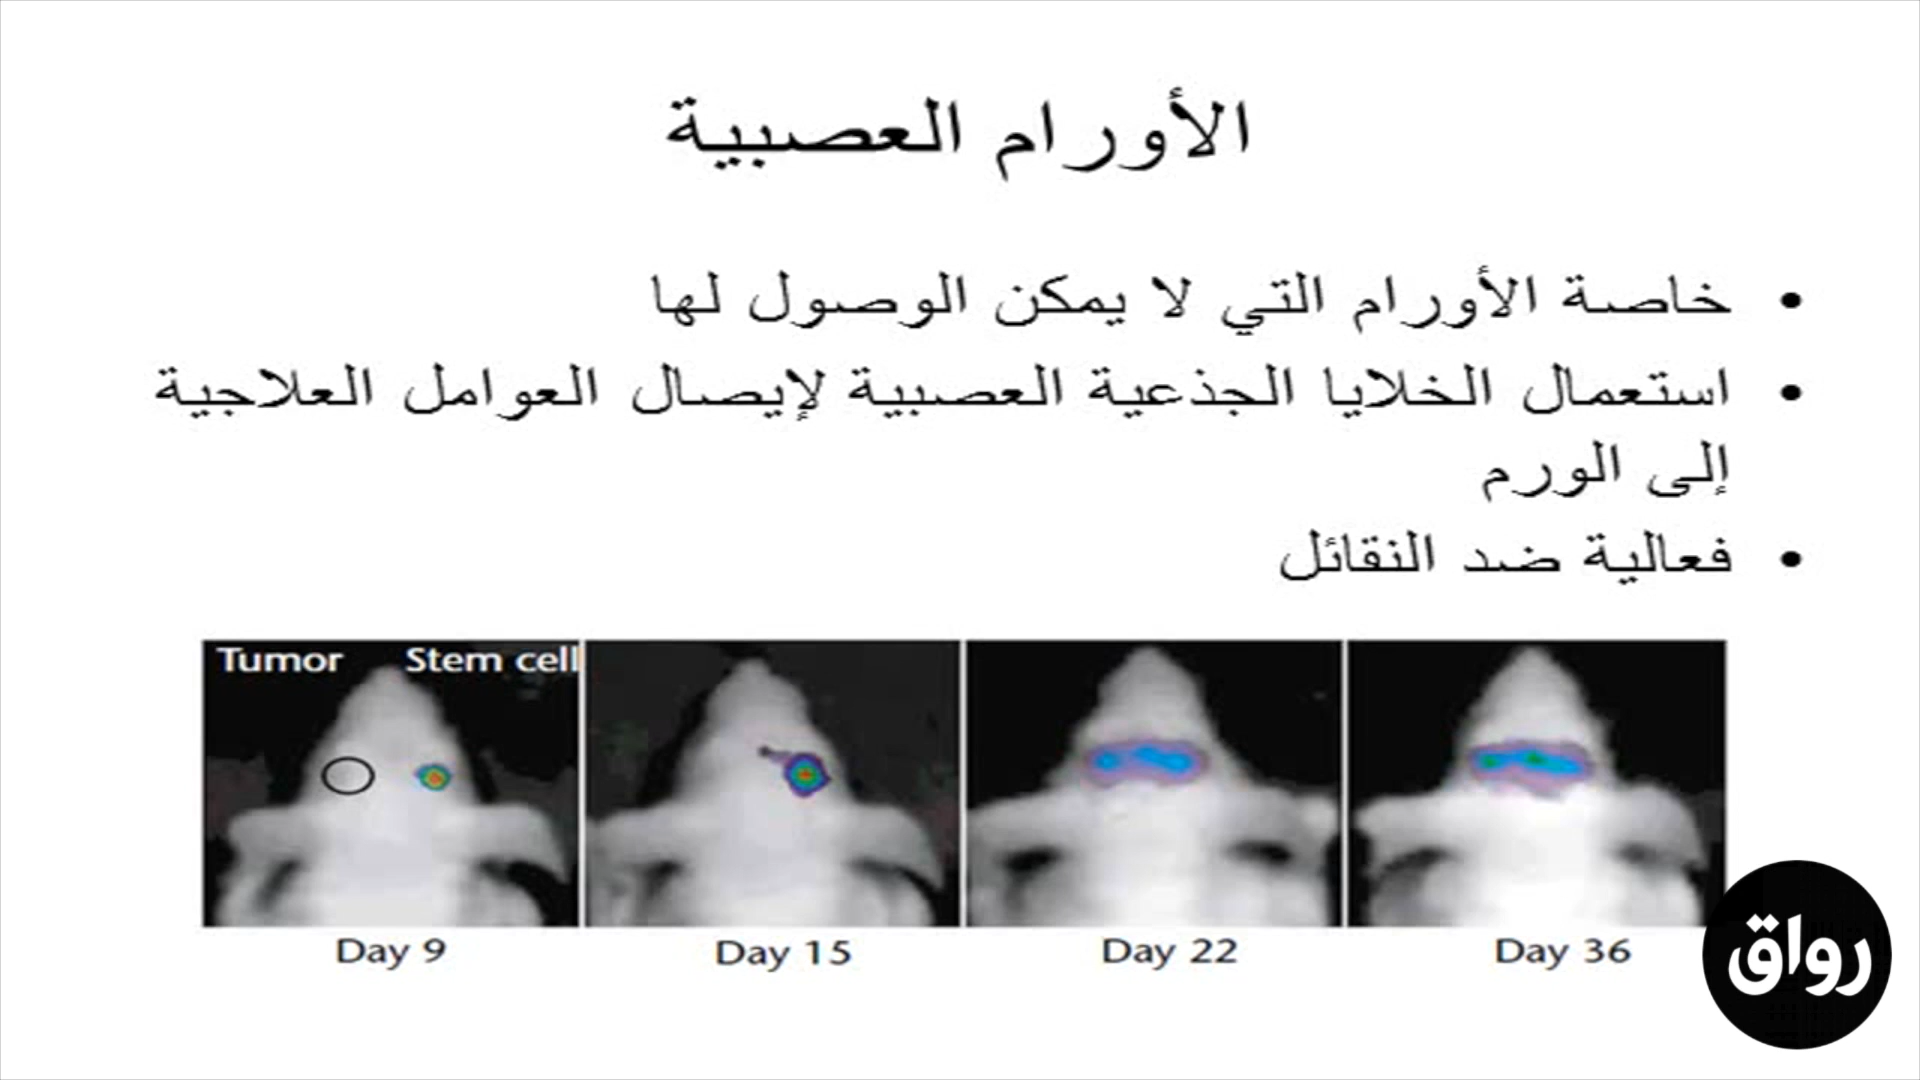 الأورام العصبية
• خاصة الأورام التي لا يمكن الوصول لها
• استعمال الخلايا الجذعية العصبية لإيصال العوامل العلاجية
إلى الورم
• فعالية ضد النقائل
Tumor Stem cell
Day 9 Day 15 Day 22 Day 36
رواق